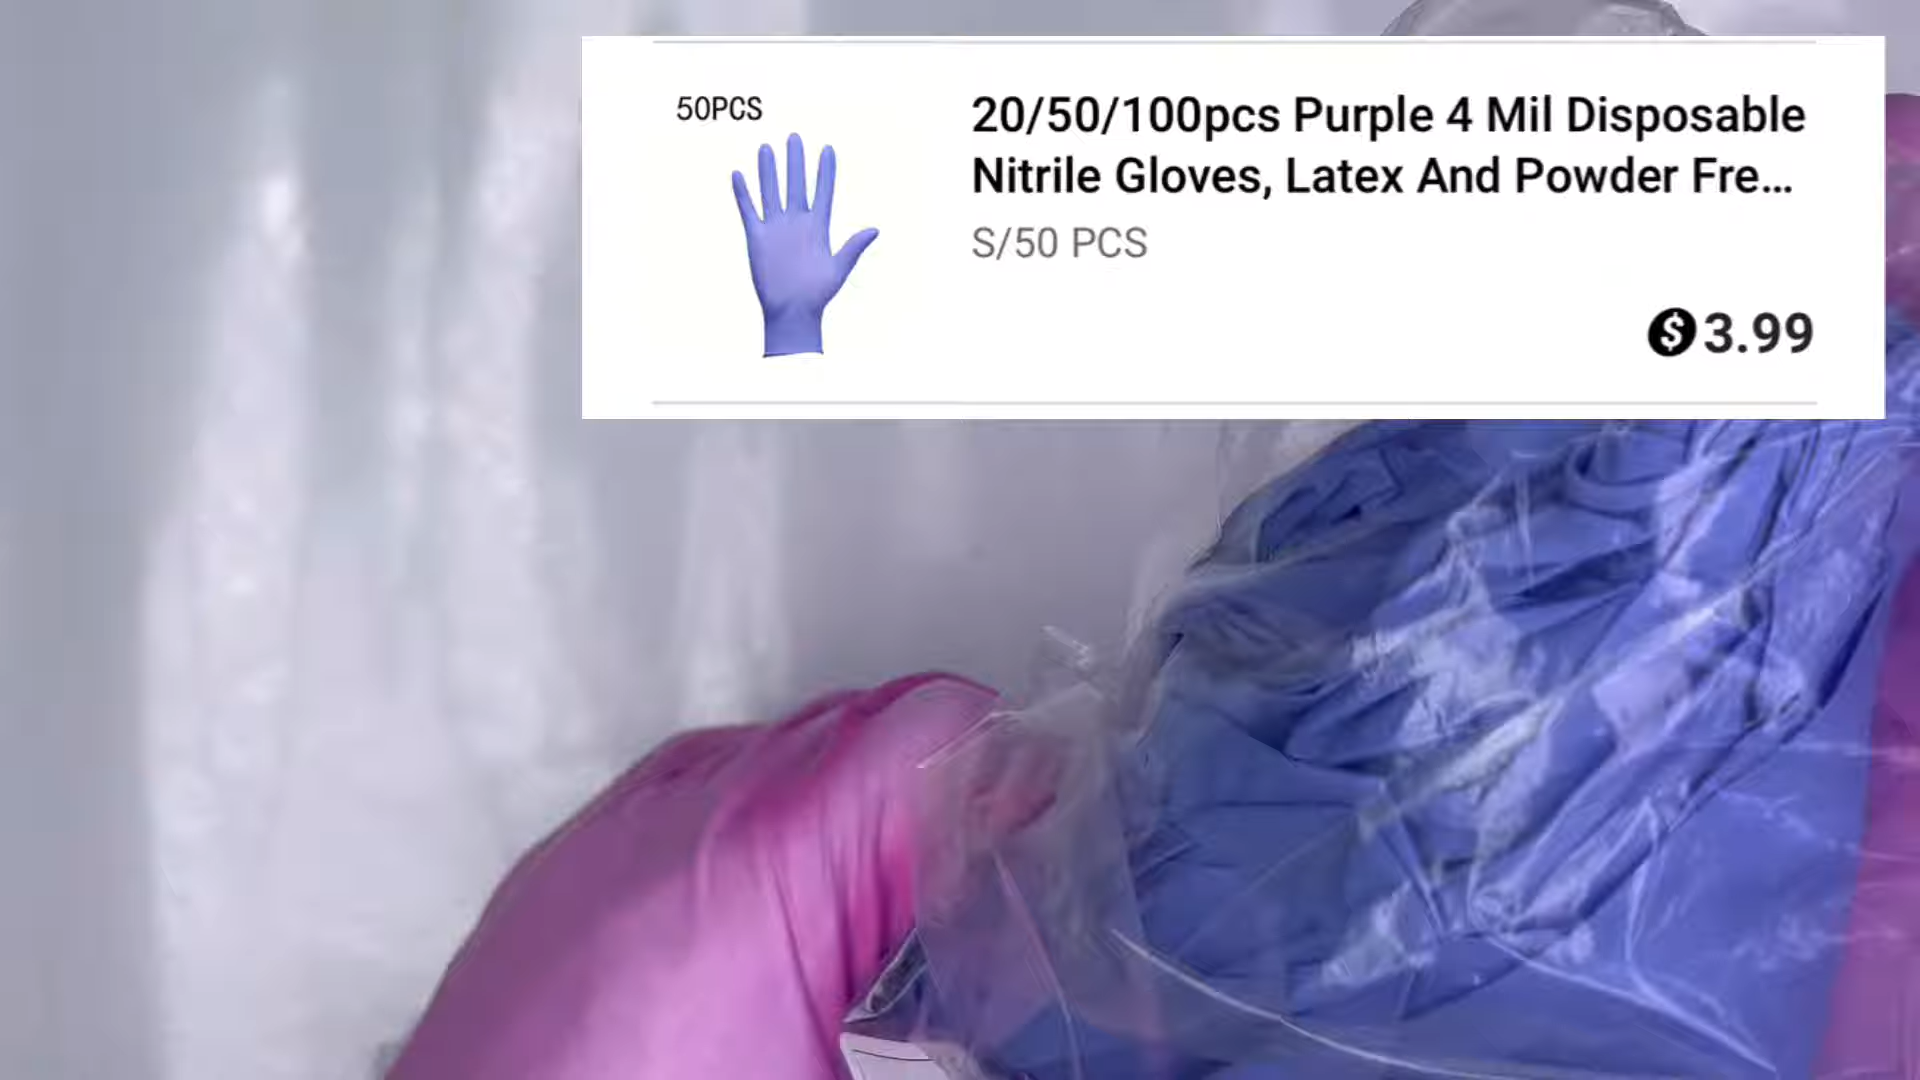 50PCS
20/50/100pcs Purple 4 Mil Disposable
Nitrile Gloves, Latex And Powder Fre...
S/50 PCS
$3.99